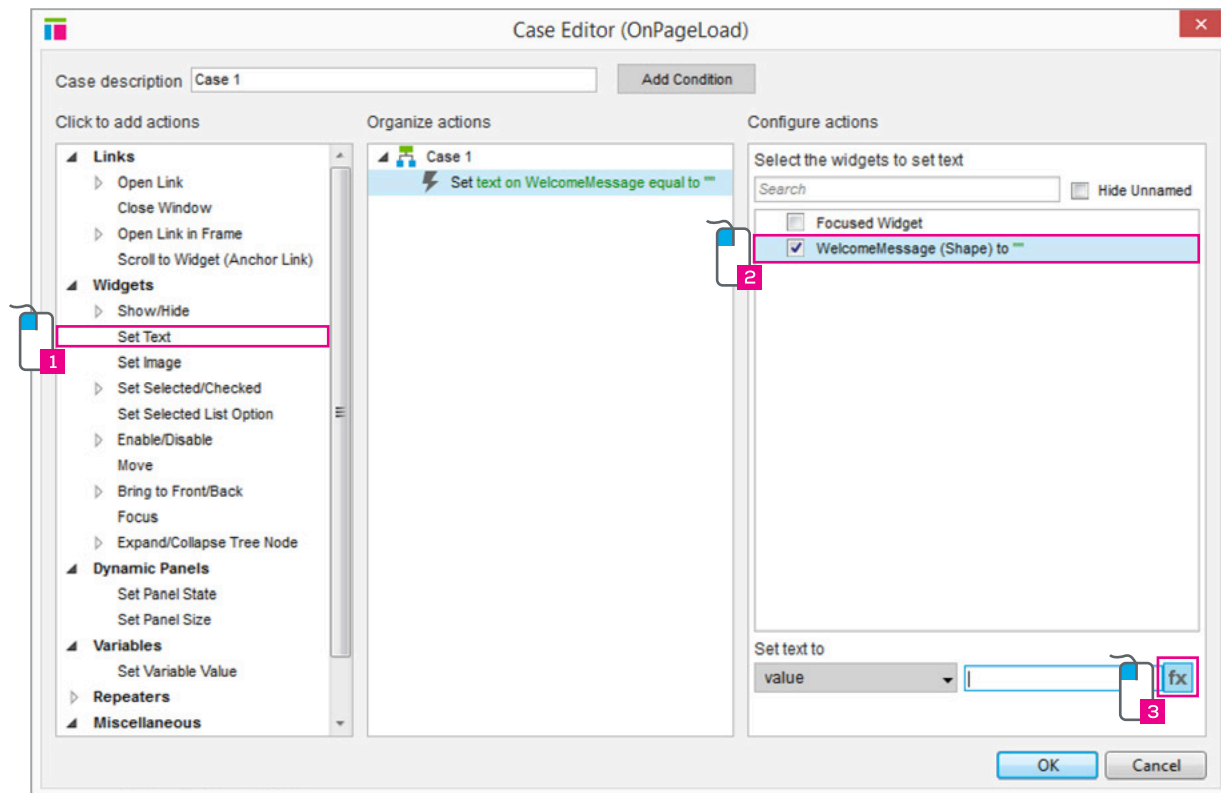 Case Editor (OnPageLoad)
Case description Case 1 Add Condition
Click to add actions
Links
Open Link
Close Window
Open Link in Frame
Scroll to Widget (Anchor Link)
Widgets
Show/Hide
Set Text
1
Set Image
Set Selected/Checked
Set Selected List Option
Enable/Disable
Move
Bring to Front/Back
Focus
Expand/Collapse Tree Node
Dynamic Panels
Set Panel State
Set Panel Size
Variables
Set Variable Value
Repeaters
Miscellaneous
Organize actions
Case 1
Set text on WelcomeMessage equal to ""
Configure actions
Select the widgets to set text
Search Hide Unnamed
Focused Widget
WelcomeMessage (Shape) to ""
2
Set text to
value fx
3
OK Cancel